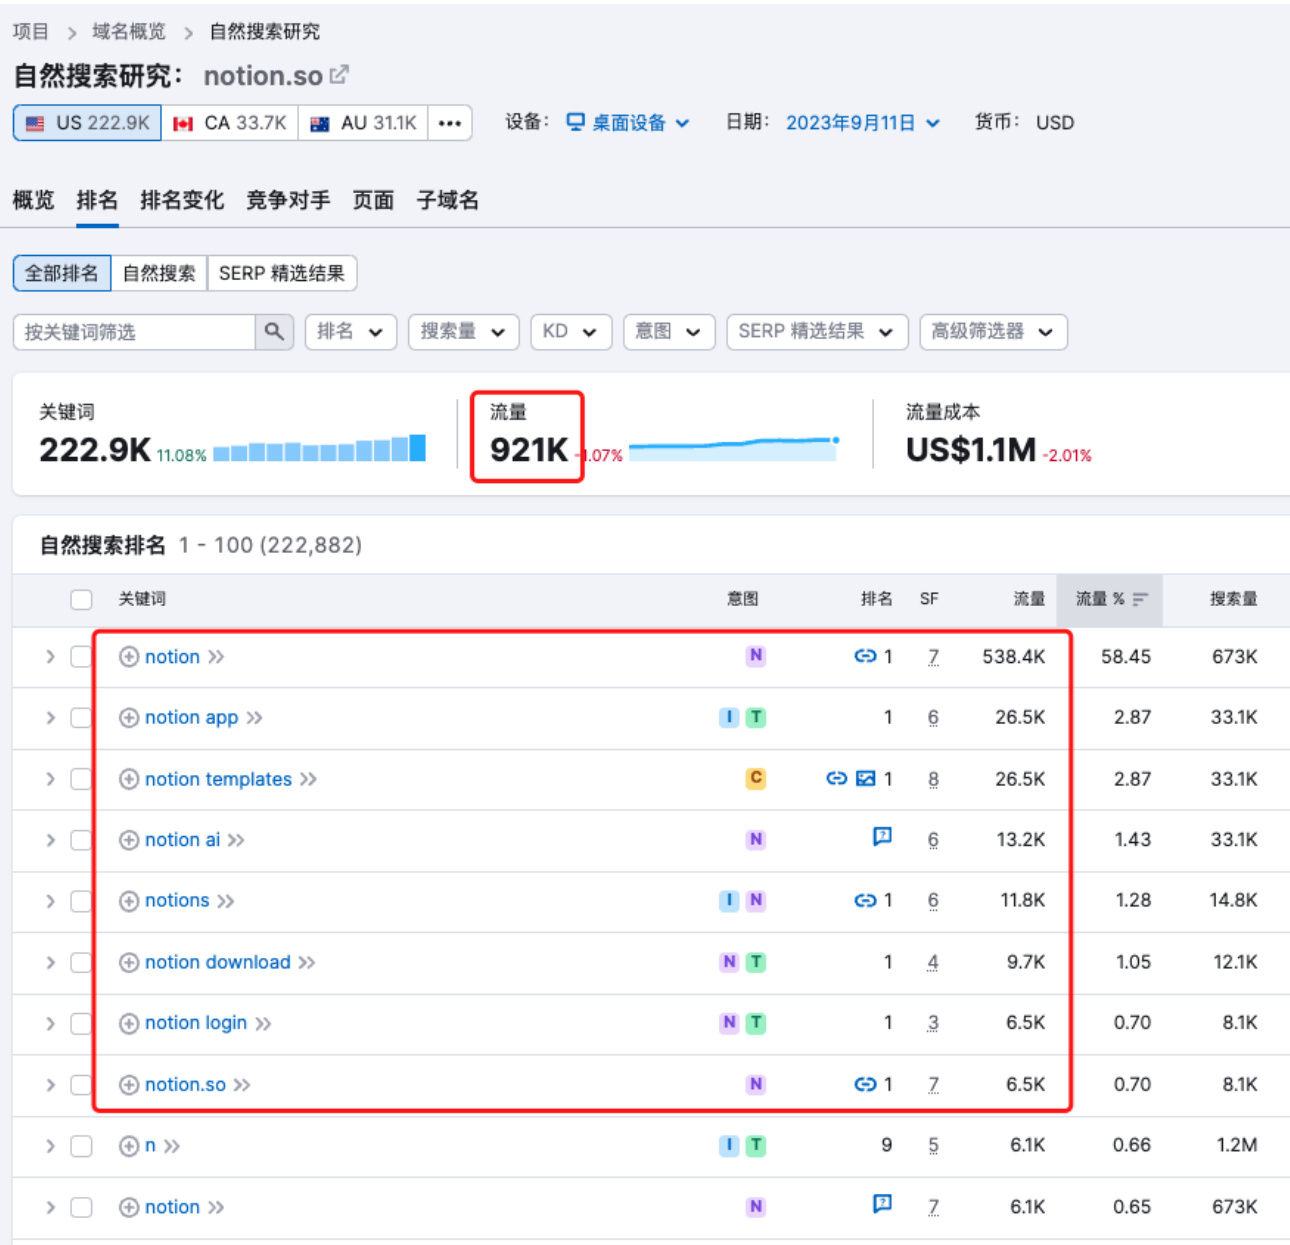 项目 > 域名概览 > 自然搜索研究
自然搜索研究： notion.so
US 222.9K CA 33.7K AU 31.1K ••• 设备： 桌面设备 日期： 2023年9月11日 货币： USD
概览 排名 排名变化 竞争对手 页面 子域名
全部排名 自然搜索 SERP 精选结果
按关键词筛选 排名 搜索量 KD 意图 SERP 精选结果 高级筛选器
关键词 流量 流量成本
222.9K 11.08% 921K -1.07% US$1.1M -2.01%
自然搜索排名 1 - 100 (222,882)
关键词 意图 排名 SF 流量 流量 % 搜索量
notion N 1 7 538.4K 58.45 673K
notion app I T 1 6 26.5K 2.87 33.1K
notion templates C 1 8 26.5K 2.87 33.1K
notion ai N 6 13.2K 1.43 33.1K
notions I N 1 6 11.8K 1.28 14.8K
notion download N T 1 4 9.7K 1.05 12.1K
notion login N T 1 3 6.5K 0.70 8.1K
notion.so N 1 7 6.5K 0.70 8.1K
n I T 9 5 6.1K 0.66 1.2M
notion N 7 6.1K 0.65 673K